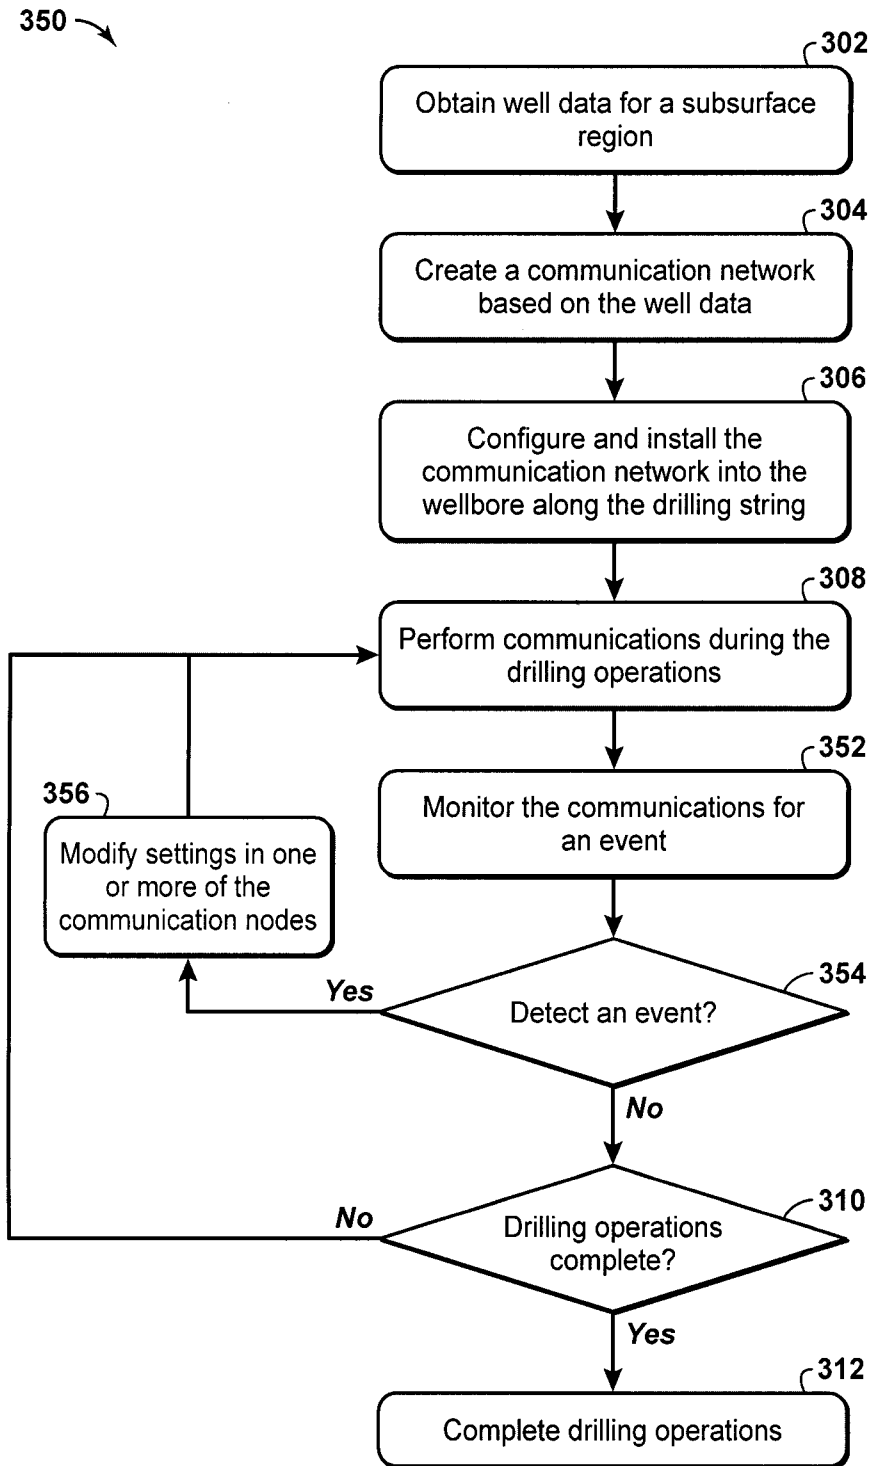 350
302
Obtain well data for a subsurface
region
304
Create a communication network
based on the well data
306
Configure and install the
communication network into the
wellbore along the drilling string
308
Perform communications during the
drilling operations
352
Monitor the communications for
an event
356
Modify settings in one
or more of the
communication nodes
354
Detect an event?
Yes
No
310
Drilling operations
complete?
No
Yes
312
Complete drilling operations